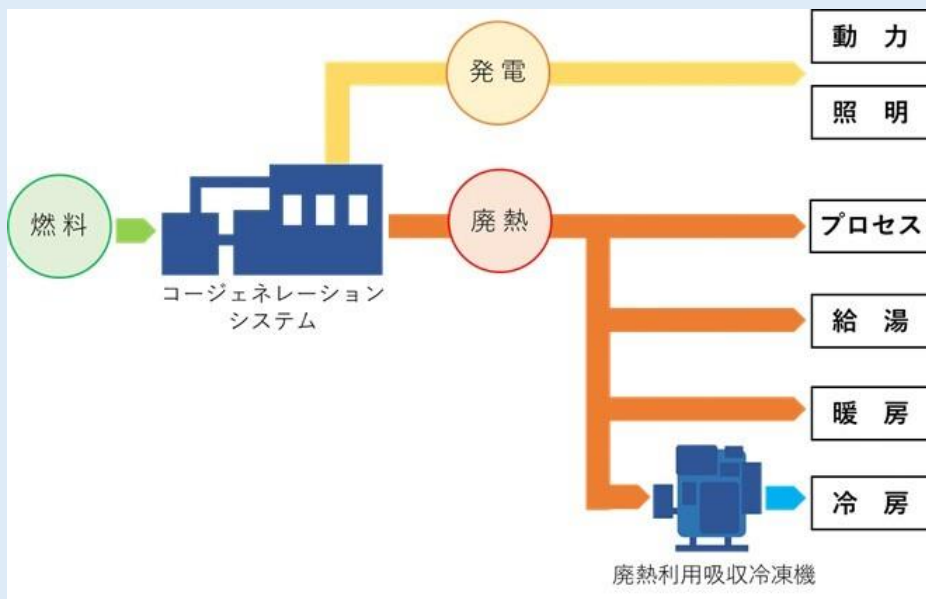 動 力
発 電
照 明
燃 料
廃 熱
プロセス
コージェネレーション
システム
給 湯
暖 房
冷 房
廃熱利用吸収冷凍機